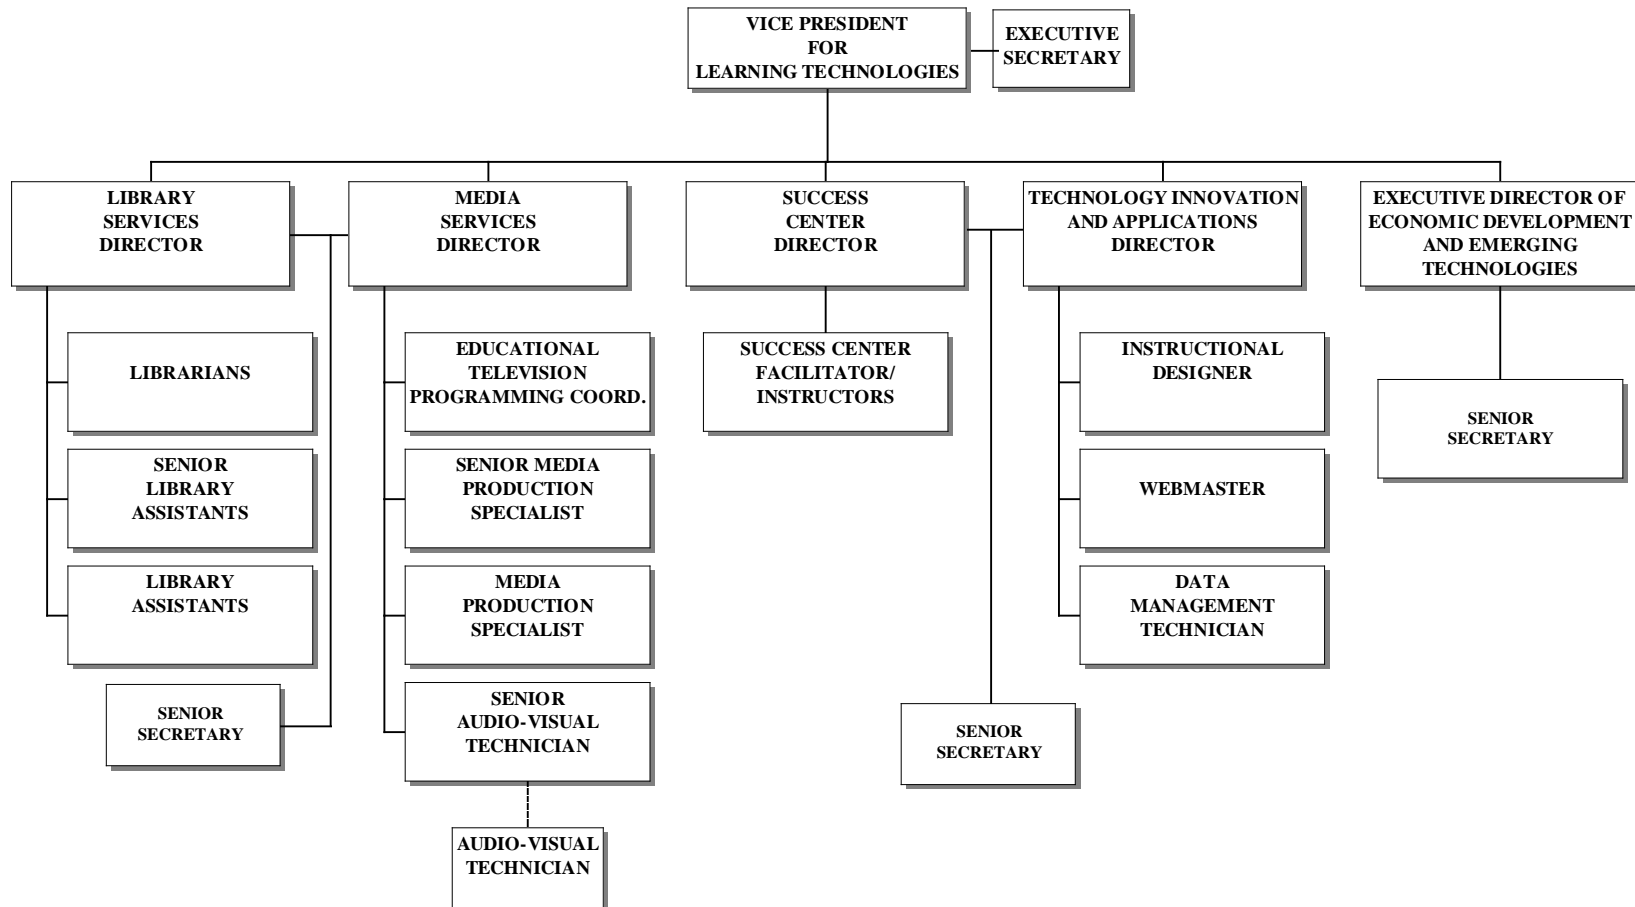 VICE PRESIDENT
FOR
LEARNING TECHNOLOGIES
EXECUTIVE
SECRETARY
LIBRARY
SERVICES
DIRECTOR
MEDIA
SERVICES
DIRECTOR
SUCCESS
CENTER
DIRECTOR
TECHNOLOGY INNOVATION
AND APPLICATIONS
DIRECTOR
EXECUTIVE DIRECTOR OF
ECONOMIC DEVELOPMENT
AND EMERGING
TECHNOLOGIES
LIBRARIANS
SENIOR
LIBRARY
ASSISTANTS
LIBRARY
ASSISTANTS
SENIOR
SECRETARY
EDUCATIONAL
TELEVISION
PROGRAMMING COORD.
SENIOR MEDIA
PRODUCTION
SPECIALIST
MEDIA
PRODUCTION
SPECIALIST
SENIOR
AUDIO-VISUAL
TECHNICIAN
AUDIO-VISUAL
TECHNICIAN
SUCCESS CENTER
FACILITATOR/
INSTRUCTORS
SENIOR
SECRETARY
INSTRUCTIONAL
DESIGNER
WEBMASTER
DATA
MANAGEMENT
TECHNICIAN
SENIOR
SECRETARY